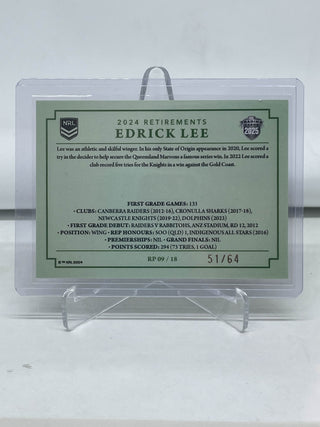 NRL
2024 RETIREMENTS
EDRICK LEE
2025
Lee was an athletic and skilful winger. In his only State of Origin appearance in 2020, Lee scored a
try in the decider to help secure the Queensland Maroons a famous series win. In 2022 Lee scored a
club record five tries for the Knights in a win against the Gold Coast.
FIRST GRADE GAMES: 133
• CLUBS: CANBERRA RAIDERS (2012-16), CRONULLA SHARKS (2017-18),
NEWCASTLE KNIGHTS (2019-22), DOLPHINS (2023)
• FIRST GRADE DEBUT: RAIDERS V RABBITOHS, ANZ STADIUM, RD 12, 2012
• POSITION: WING • REP HONOURS: SOO (QLD) 1, INDIGENOUS ALL STARS (2016)
• PREMIERSHIPS: NIL • GRAND FINALS: NIL
• POINTS SCORED: 294 (73 TRIES, 1 GOAL)
© ™ NRL 2024
RP 09 / 18
51/64